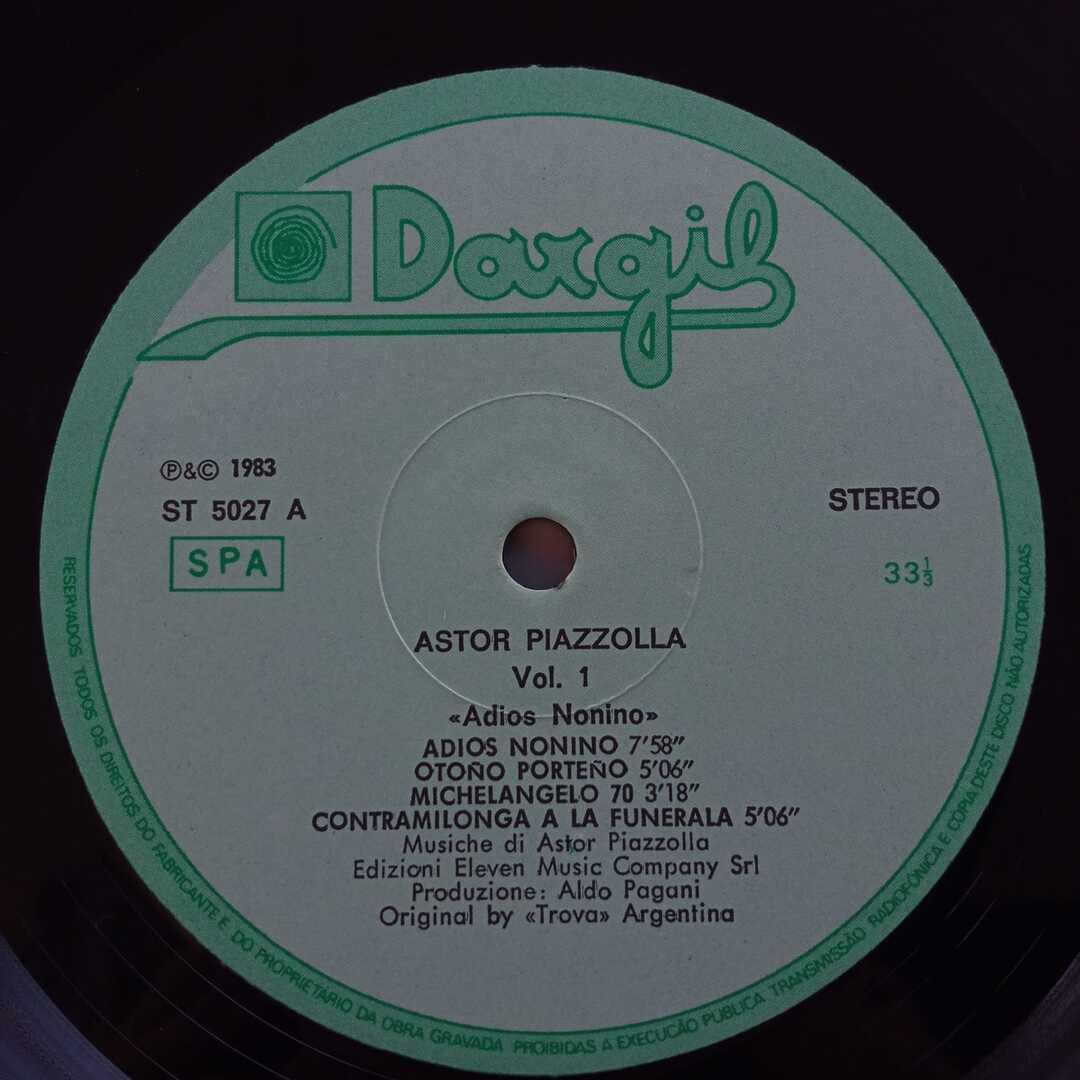 Dargil
℗&© 1983
ST 5027 A
SPA
STEREO
33⅓
ASTOR PIAZZOLLA
Vol. 1
«Adios Nonino»
ADIOS NONINO 7′58″
OTOÑO PORTEÑO 5′06″
MICHELANGELO 70 3′18″
CONTRAMILONGA A LA FUNERALA 5′06″
Musiche di Astor Piazzolla
Edizioni Eleven Music Company Srl
Produzione: Aldo Pagani
Original by «Trova» Argentina
RESERVADOS TODOS OS DIREITOS DO FABRICANTE E DO PROPRIETÁRIO DA OBRA GRAVADA PROIBIDAS A EXECUCÃO PUBLICA TRANSMISSÃO RADIOFÓNICA E COPIA DESTE DISCO NÃO AUTORIZADAS